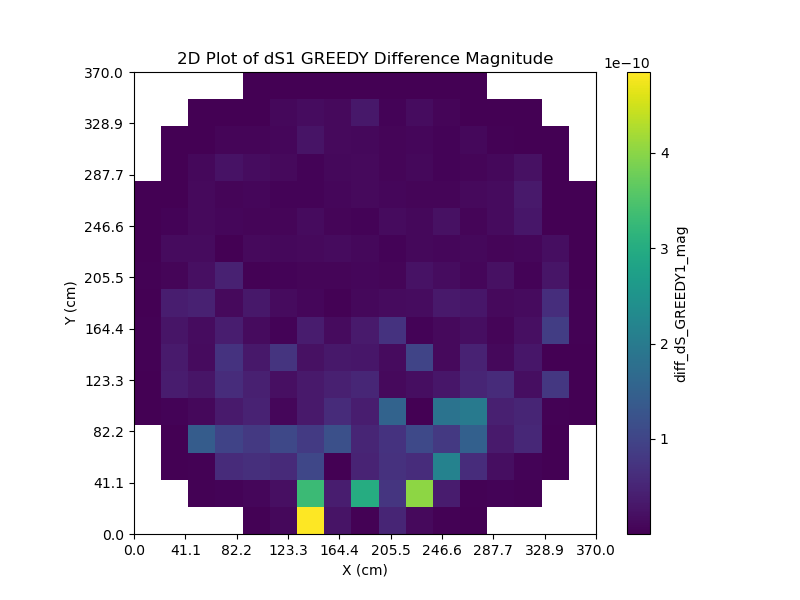 2D Plot of dS1 GREEDY Difference Magnitude
1e−10
370.0
328.9
287.7
246.6
205.5
164.4
123.3
82.2
41.1
0.0
Y (cm)
0.0 41.1 82.2 123.3 164.4 205.5 246.6 287.7 328.9 370.0
X (cm)
4
3
2
1
diff_dS_GREEDY1_mag